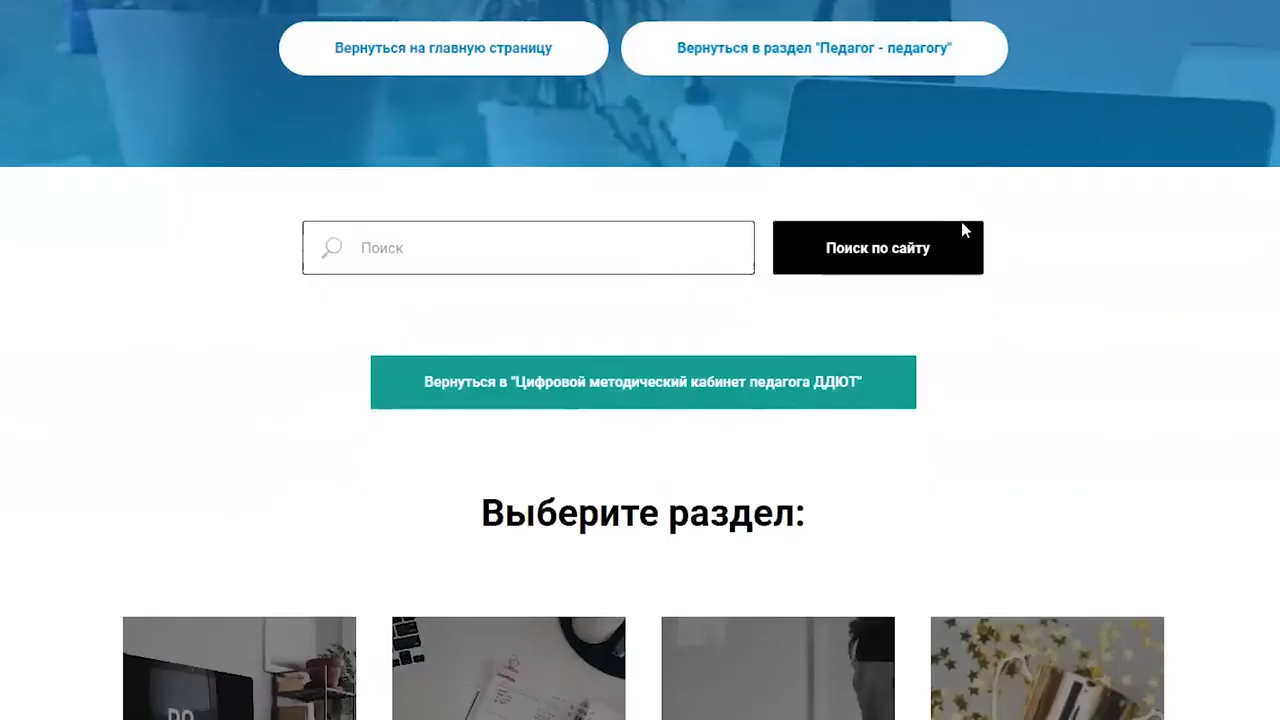 Вернуться на главную страницу
Вернуться в раздел "Педагог - педагогу"
Поиск
Поиск по сайту
Вернуться в "Цифровой методический кабинет педагога ДДЮТ"
Выберите раздел: